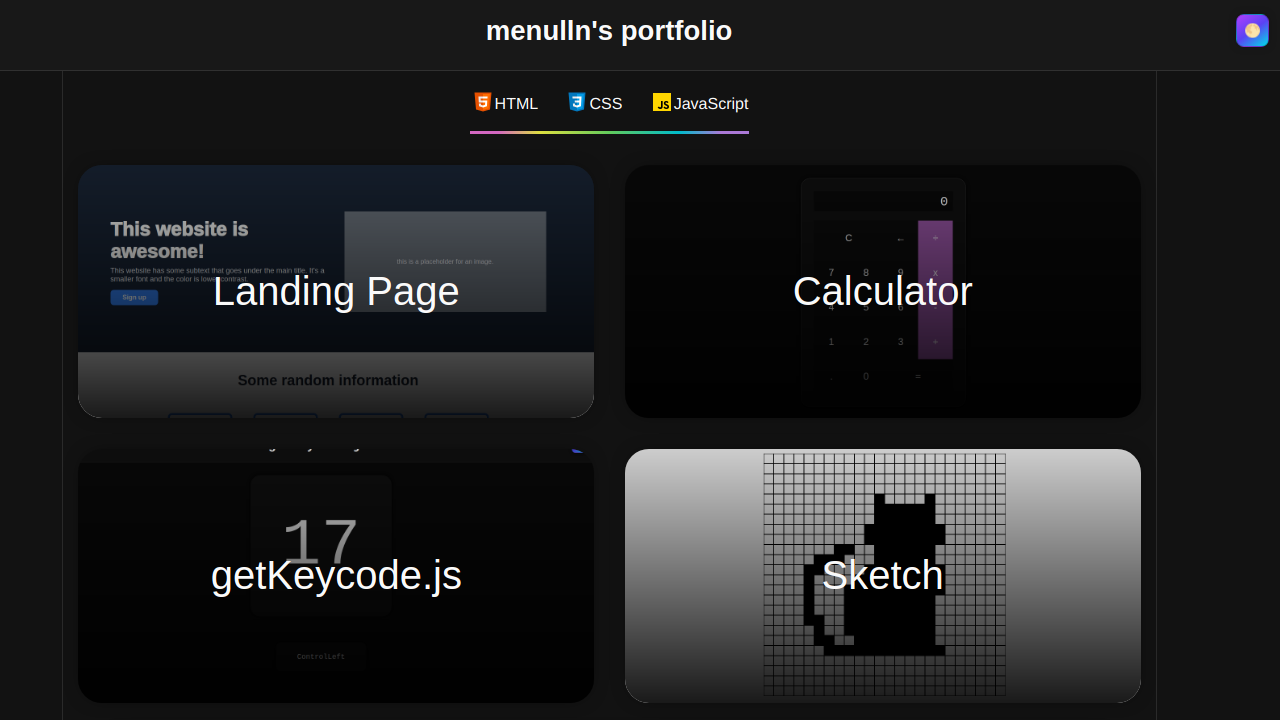 menulln's portfolio
HTML CSS JavaScript
This website is
awesome!
This website has some subtext that goes under the main title. It's a
smaller font and the color is lower contrast.
Sign up
this is a placeholder for an image.
Landing Page
Some random information
0
C ←
7 8 9 x
4 5 6 -
1 2 3 +
. 0 =
Calculator
17
getKeycode.js
ControlLeft
Sketch